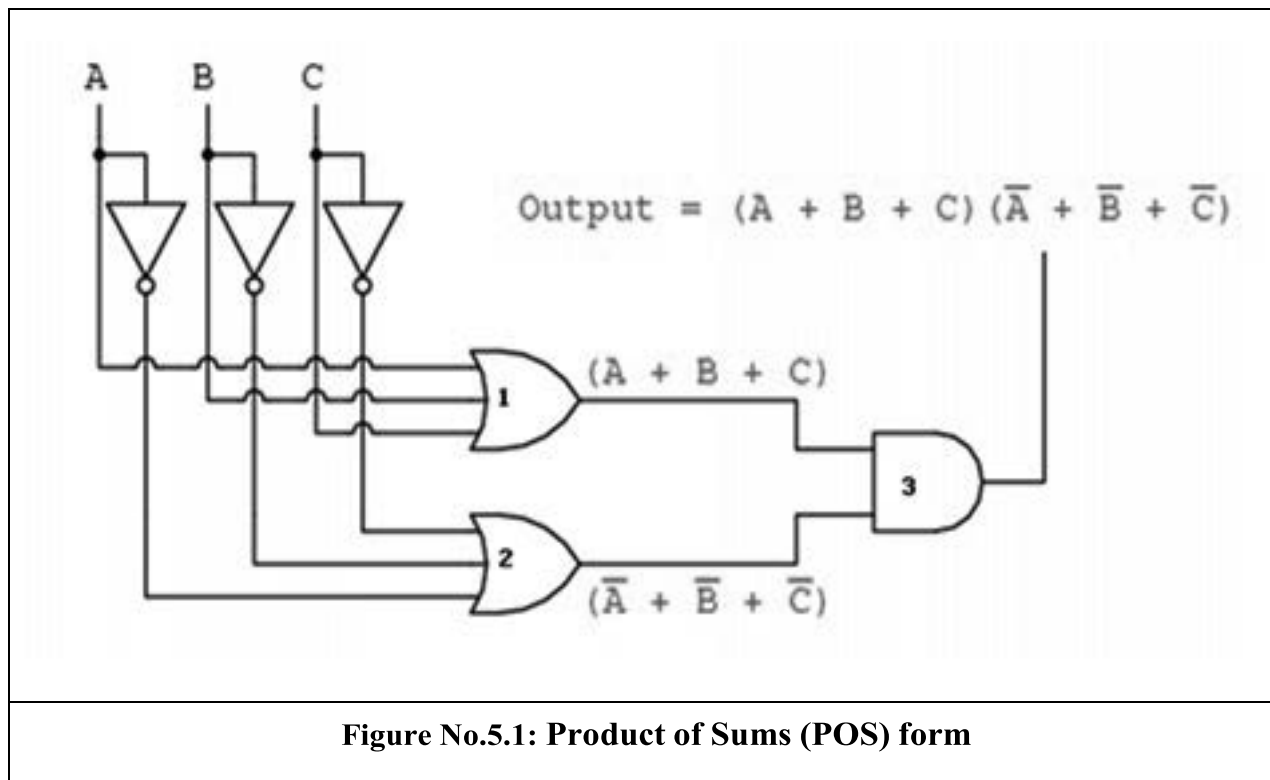 A B C
Output = (A + B + C)(A̅ + B̅ + C̅)
(A + B + C)
1
3
2
(A̅ + B̅ + C̅)
Figure No.5.1: Product of Sums (POS) form